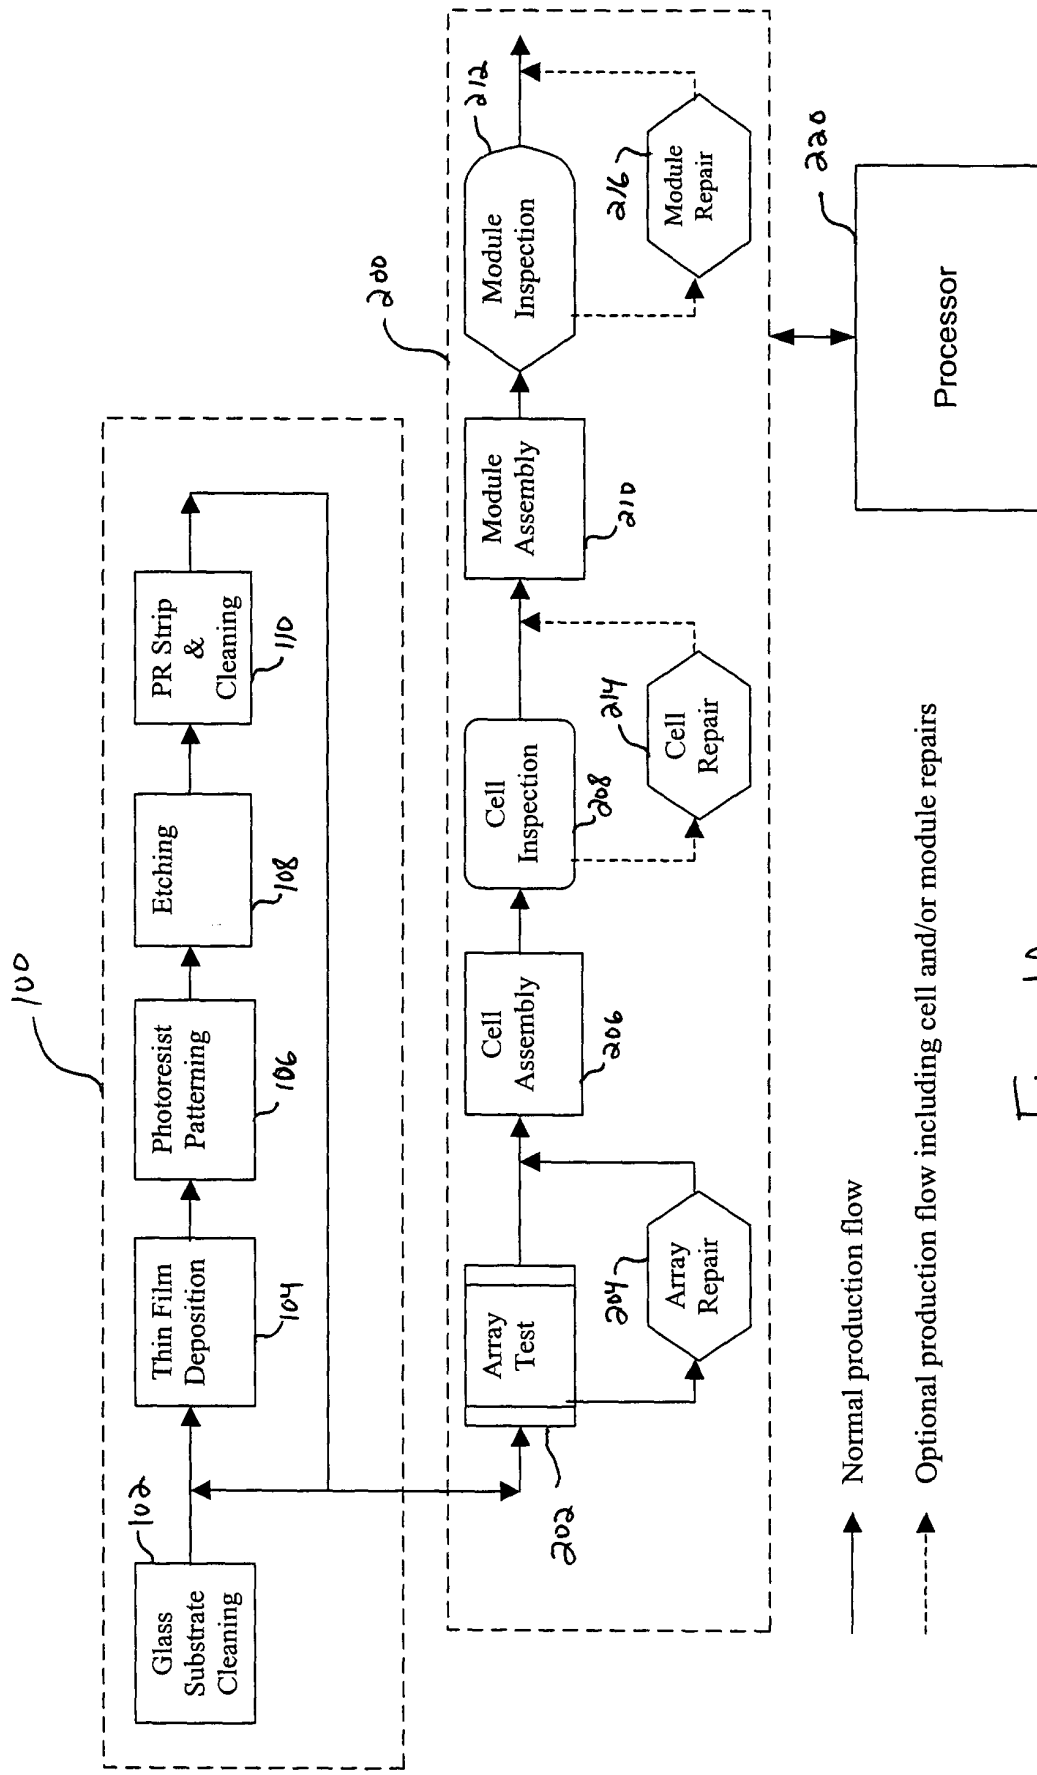 100
Glass
Substrate
Cleaning
102
Thin Film
Deposition
104
Photoresist
Patterning
106
Etching
108
PR Strip
&
Cleaning
110
200
Array
Test
202
Array
Repair
204
Cell
Assembly
206
Cell
Inspection
208
Cell
Repair
214
Module
Assembly
210
Module
Inspection
212
Module
Repair
216
Processor
220
Normal production flow
Optional production flow including cell and/or module repairs